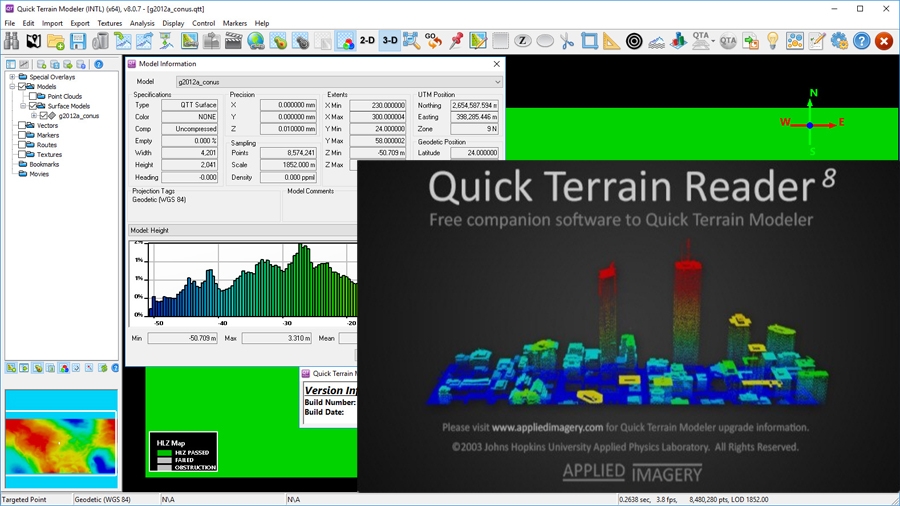 Quick Terrain Modeler (INTL) (x64), v8.0.7 - [g2012a_conus.qtt]
File Edit Insert Import Export Textures Analysis Display Overlays Control Markers Help
2-D 3-D GO QTA QTA
Special Overlays
Models
Point Clouds
Surface Models
g2012a_conus
Vectors
Markers
Routes
Textures
Bookmarks
Movies
Model Information
Model g2012a_conus
Specifications Precision Extents UTM Position
Type QTT Surface X 0.000000 mm X Min 230.000000 Northing 2,654,587.594 m
Color NONE Y 0.000000 mm X Max 300.000004 Easting 398,285.446 m
Comp Uncompressed Z 0.010000 mm Y Min 24.000000 Zone 9 N
Empty 0.000 % Sampling Y Max 58.000002 Geodetic Position
Width 4,201 Points 8,574,241 Z Min -50.709 m Latitude 24.000000
Height 2,041 Scale 1852.000 m Z Max
Heading -0.000 Density 0.000 ppmil
Projection Tags Model Comments
Geodetic (WGS 84)
Model: Height
2%
1%
1%
0%
-50 -40 -30 -20
Min -50.709 m Max 3.310 m Mean
N
W E
S
Quick Terrain Reader 8
Free companion software to Quick Terrain Modeler
Please visit www.appliedimagery.com for Quick Terrain Modeler upgrade information.
©2003 Johns Hopkins University Applied Physics Laboratory. All Rights Reserved.
APPLIED IMAGERY
Quick Terrain M
Version Inf
Build Number:
Build Date:
HLZ Map
HLZ PASSED
FAILED
OBSTRUCTION
Targeted Point Geodetic (WGS 84) N\A N\A 0.2638 sec, 3.8 fps, 8,480,280 pts, LOD 1852.00